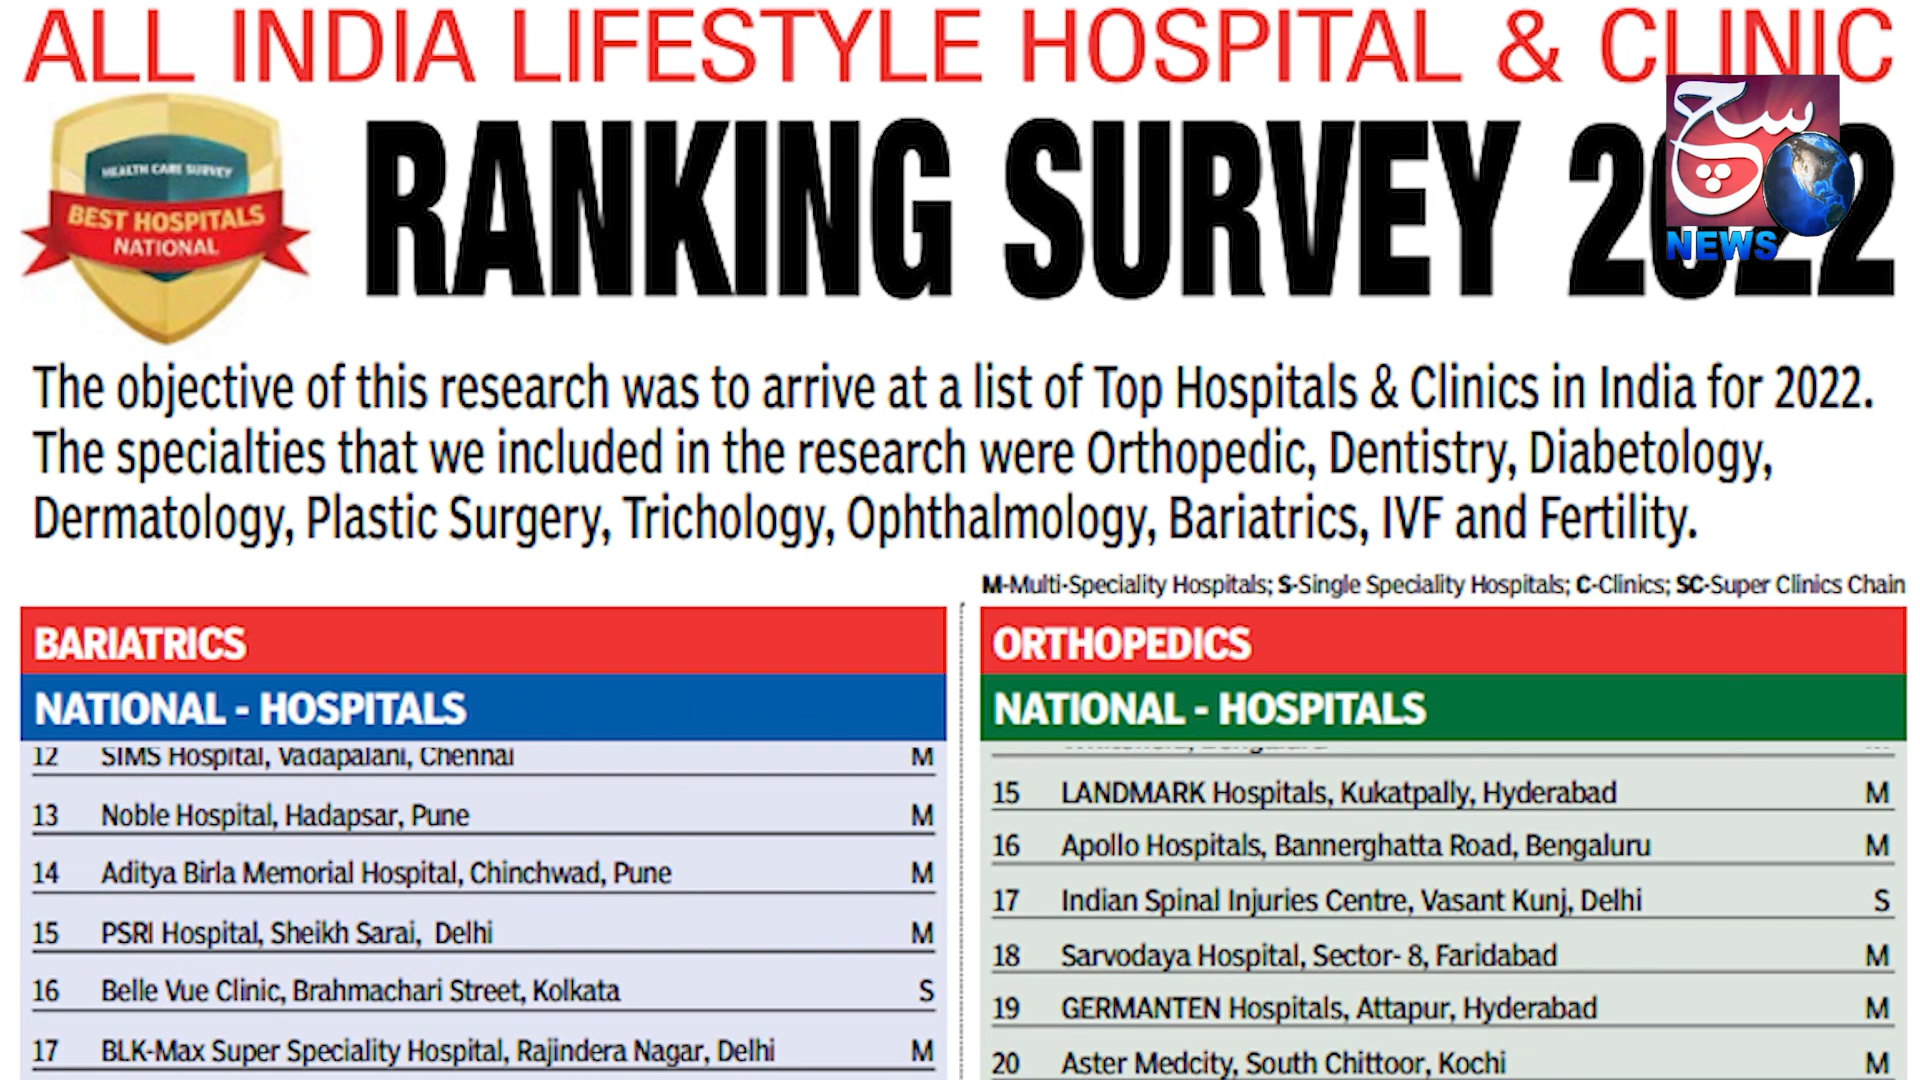 ALL INDIA LIFESTYLE HOSPITAL & CLINIC
RANKING SURVEY 2022
سچ
NEWS
HEALTH CARE SURVEY
BEST HOSPITALS
NATIONAL
The objective of this research was to arrive at a list of Top Hospitals & Clinics in India for 2022.
The specialties that we included in the research were Orthopedic, Dentistry, Diabetology,
Dermatology, Plastic Surgery, Trichology, Ophthalmology, Bariatrics, IVF and Fertility.
M-Multi-Speciality Hospitals; S-Single Speciality Hospitals; C-Clinics; SC-Super Clinics Chain
BARIATRICS
NATIONAL - HOSPITALS
12 SIMS Hospital, Vadapalani, Chennai M
13 Noble Hospital, Hadapsar, Pune M
14 Aditya Birla Memorial Hospital, Chinchwad, Pune M
15 PSRI Hospital, Sheikh Sarai, Delhi M
16 Belle Vue Clinic, Brahmachari Street, Kolkata S
17 BLK-Max Super Speciality Hospital, Rajindera Nagar, Delhi M
ORTHOPEDICS
NATIONAL - HOSPITALS
15 LANDMARK Hospitals, Kukatpally, Hyderabad M
16 Apollo Hospitals, Bannerghatta Road, Bengaluru M
17 Indian Spinal Injuries Centre, Vasant Kunj, Delhi S
18 Sarvodaya Hospital, Sector- 8, Faridabad M
19 GERMANTEN Hospitals, Attapur, Hyderabad M
20 Aster Medcity, South Chittoor, Kochi M